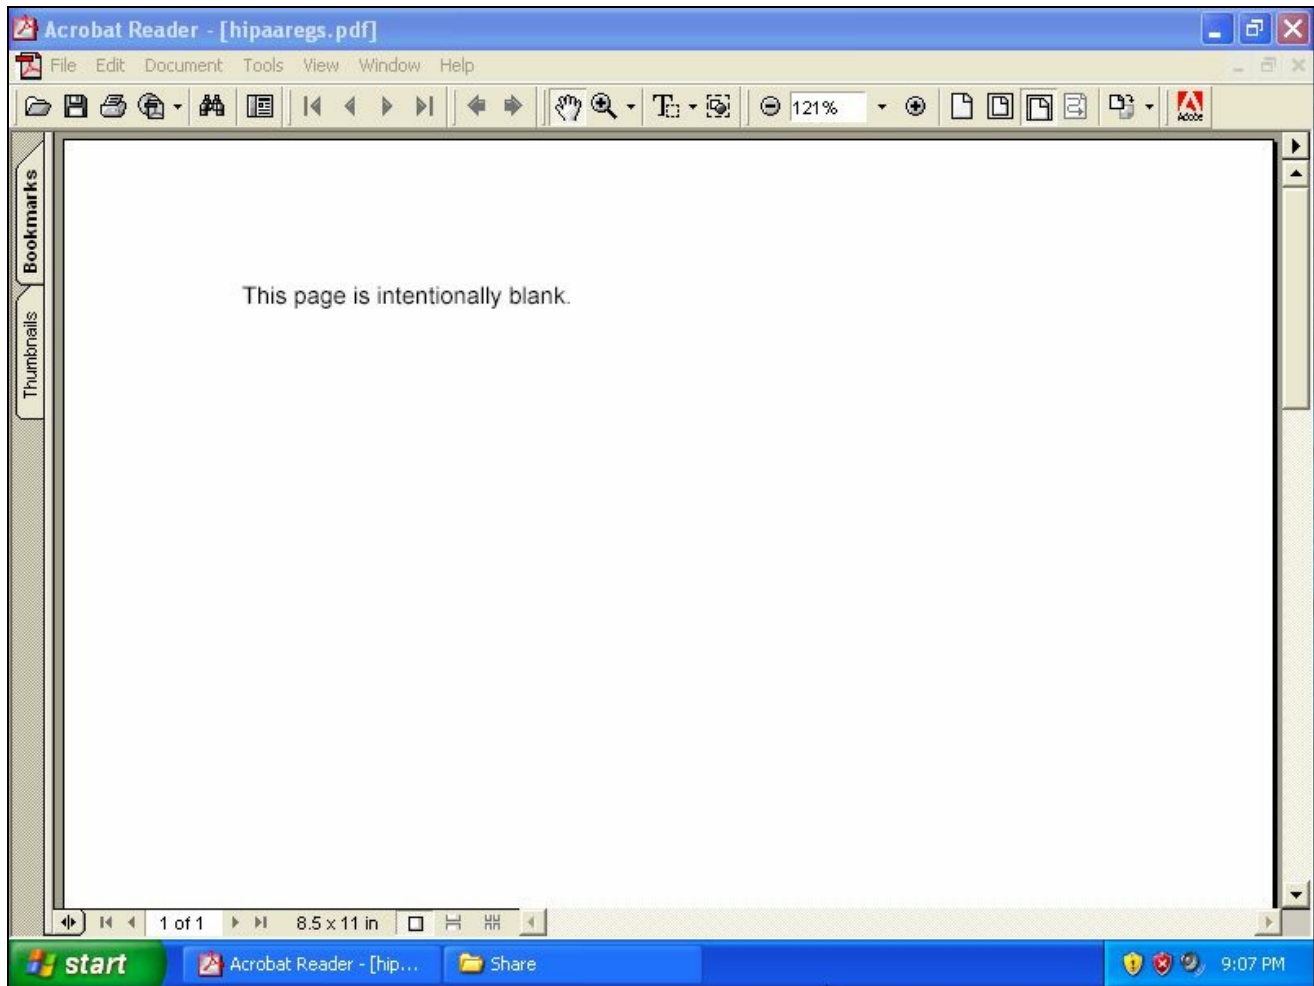 Acrobat Reader - [hipaaregs.pdf]
File Edit Document Tools View Window Help
121%
Adobe
Bookmarks
Thumbnails
This page is intentionally blank.
1 of 1 8.5 x 11 in
start Acrobat Reader - [hip... Share 9:07 PM